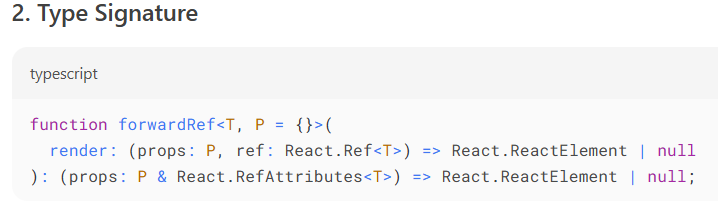 2. Type Signature
typescript
function forwardRef<T, P = {}>(
  render: (props: P, ref: React.Ref<T>) => React.ReactElement | null
): (props: P & React.RefAttributes<T>) => React.ReactElement | null;